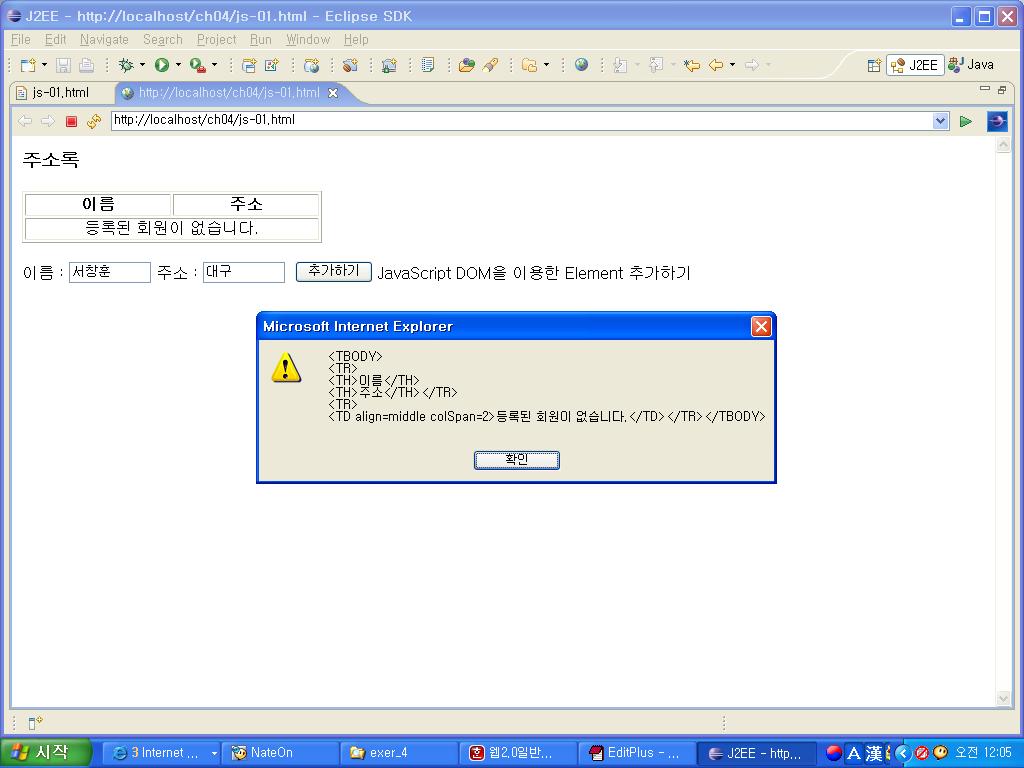 J2EE - http://localhost/ch04/js-01.html - Eclipse SDK
File Edit Navigate Search Project Run Window Help
J2EE Java
js-01.html http://localhost/ch04/js-01.html
http://localhost/ch04/js-01.html
주소록
이름 주소
등록된 회원이 없습니다.
이름 : 서창훈 주소 : 대구 추가하기 JavaScript DOM을 이용한 Element 추가하기
Microsoft Internet Explorer
<TBODY>
<TR>
<TH>이름</TH>
<TH>주소</TH></TR>
<TR>
<TD align=middle colSpan=2>등록된 회원이 없습니다.</TD></TR></TBODY>
확인
시작 3 Internet ... NateOn exer_4 웹2.0일반... EditPlus - ... J2EE - http... A 漢 오전 12:05